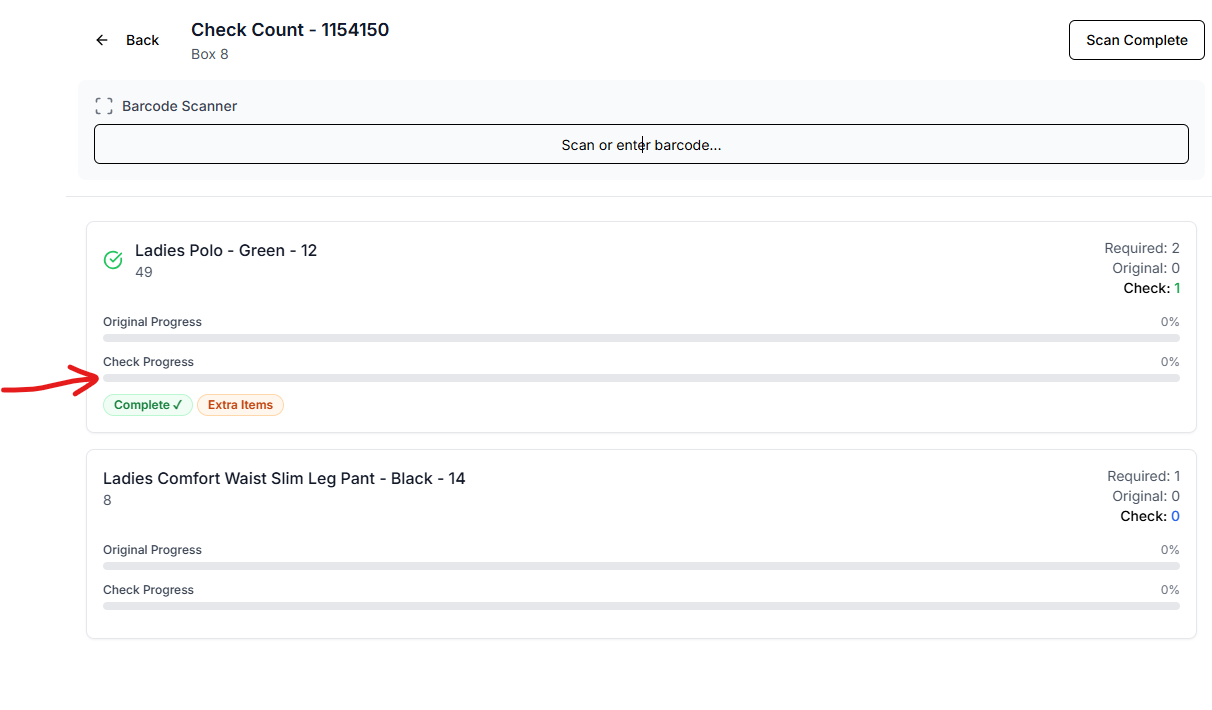 Back
Check Count - 1154150
Box 8
Scan Complete
Barcode Scanner
Scan or enter barcode...
Ladies Polo - Green - 12
49
Required: 2
Original: 0
Check: 1
Original Progress 0%
Check Progress 0%
Complete ✓ Extra Items
Ladies Comfort Waist Slim Leg Pant - Black - 14
8
Required: 1
Original: 0
Check: 0
Original Progress 0%
Check Progress 0%